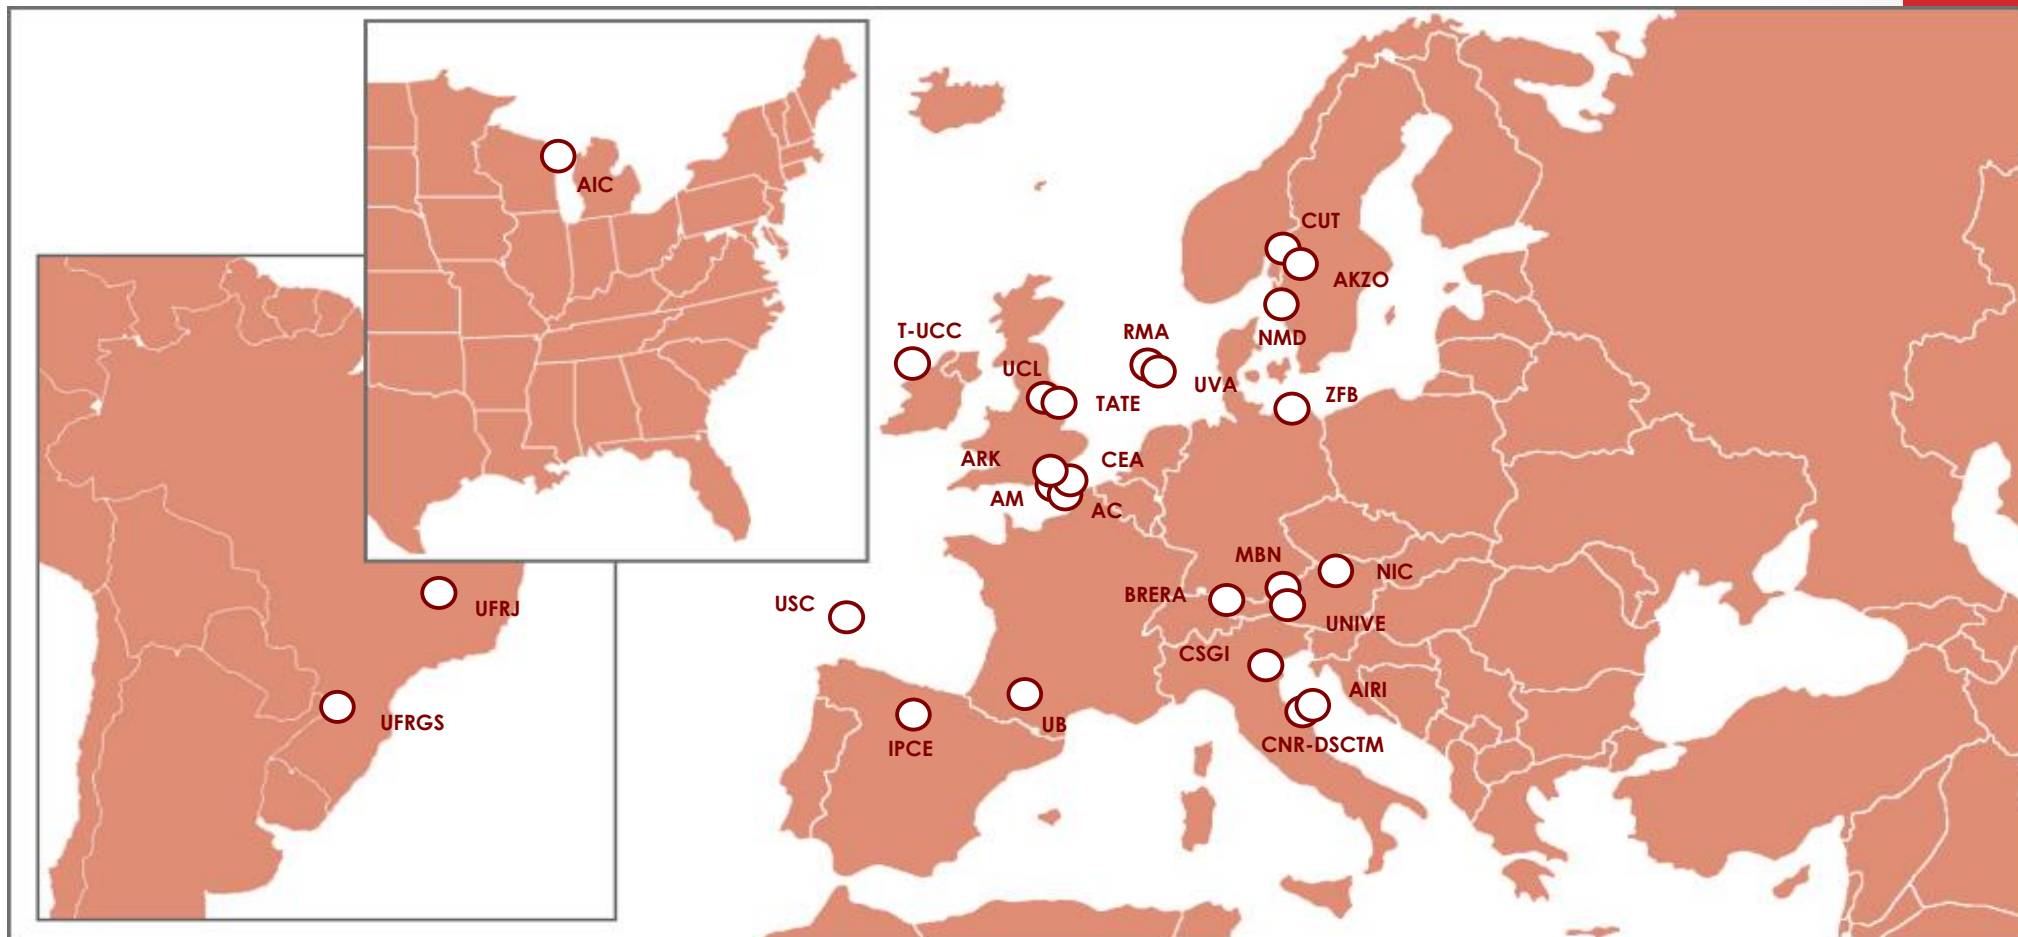 AIC
CUT
AKZO
T-UCC
RMA
NMD
UCL
UVA
TATE
ZFB
ARK
CEA
AM
AC
MBN
NIC
UFRJ
USC
BRERA
UNIVE
CSGI
AIRI
UFRGS
UB
IPCE
CNR-DSCTM